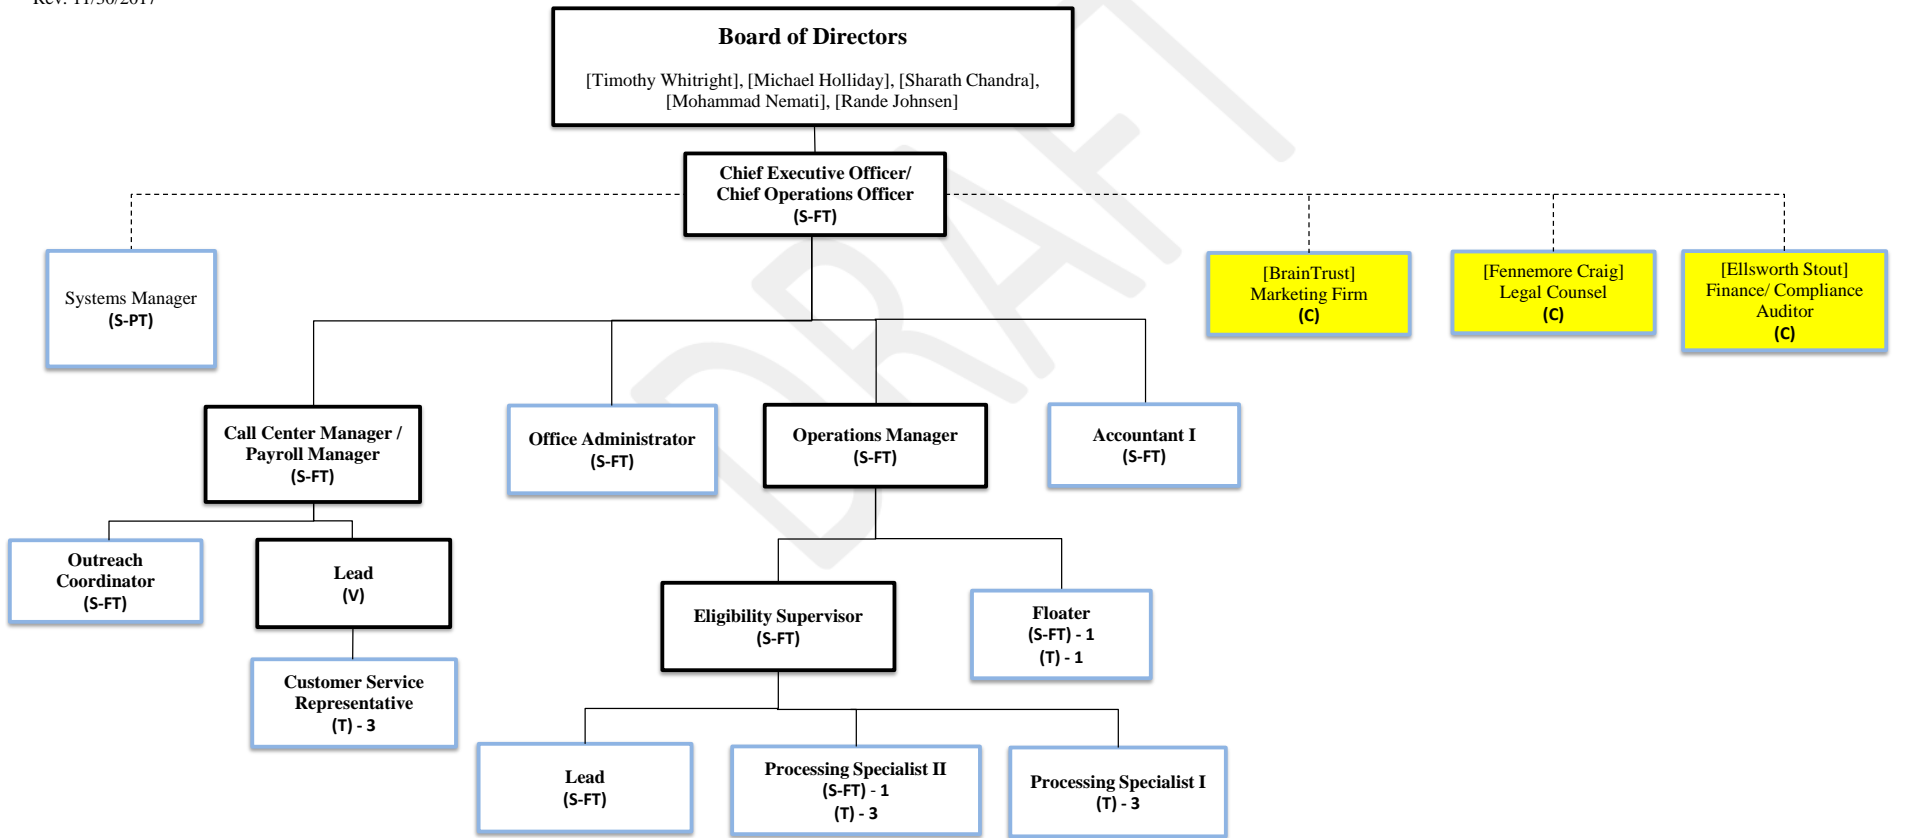 Rev. 11/30/2017
Board of Directors
[Timothy Whitright], [Michael Holliday], [Sharath Chandra],
[Mohammad Nemati], [Rande Johnsen]
Chief Executive Officer/
Chief Operations Officer
(S-FT)
Systems Manager
(S-PT)
[BrainTrust]
Marketing Firm
(C)
[Fennemore Craig]
Legal Counsel
(C)
[Ellsworth Stout]
Finance/ Compliance
Auditor
(C)
Call Center Manager /
Payroll Manager
(S-FT)
Office Administrator
(S-FT)
Operations Manager
(S-FT)
Accountant I
(S-FT)
Outreach
Coordinator
(S-FT)
Lead
(V)
Eligibility Supervisor
(S-FT)
Floater
(S-FT) - 1
(T) - 1
Customer Service
Representative
(T) - 3
Lead
(S-FT)
Processing Specialist II
(S-FT) - 1
(T) - 3
Processing Specialist I
(T) - 3
DRAFT